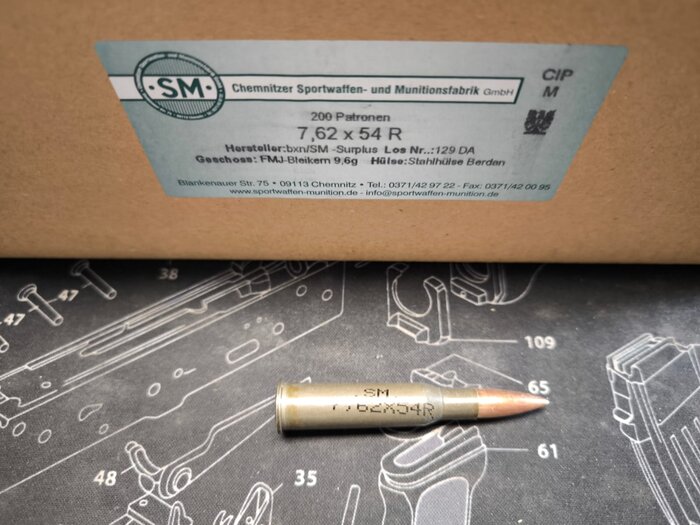 SM
Chemnitzer Sportwaffen- und Munitionsfabrik GmbH
CIP
M
200 Patronen
7,62 x 54 R
Hersteller:bxn/SM -Surplus Los Nr..:129 DA
Geschoss: FMJ-Bleikern 9,6g Hülse:Stahlhülse Berdan
Blankenauer Str. 75 • 09113 Chemnitz • Tel.: 0371/42 97 22 - Fax: 0371/42 00 95
www.sportwaffen-munition.de - info@sportwaffen-munition.de
38
47
47
109
65
SM
7,62X54R
61
48
35